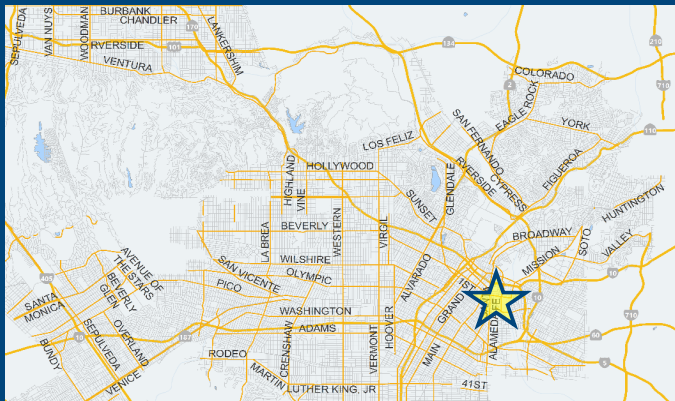 SEPULVEDA
VAN NUYS
WOODMAN
BURBANK
CHANDLER
170
LANKERSHIM
RVERSIDE
101
VENTURA
134
210
COLORADO
2
710
EAGLE ROCK
YORK
SAN FERNANDO
110
LOS FELIZ
RVERSIDE
CYPRESS
FIGUEROA
HOLLYWOOD
HIGHLAND
VINE
GLENDALE
SUNSET
HUNTINGTON
LA BREA
BEVERLY
WESTERN
VIRGIL
BROADWAY
SOTO
VALLEY
MISSION
AVENUE OF
THE STARS
WILSHIRE
SAN VICENTE
OLYMPIC
ALVARADO
1ST
10
405
BEVERLY
GLEN
PICO
GRAND
10
SANTA
MONICA
WASHINGTON
HOOVER
710
SEPULVEDA
OVERLAND
ADAMS
ALAMEDA
60
10
187
BUNDY
RODEO
CRENSHAW
VERMONT
MAIN
5
VENICE
MARTIN
LUTHER KING, JR
41ST